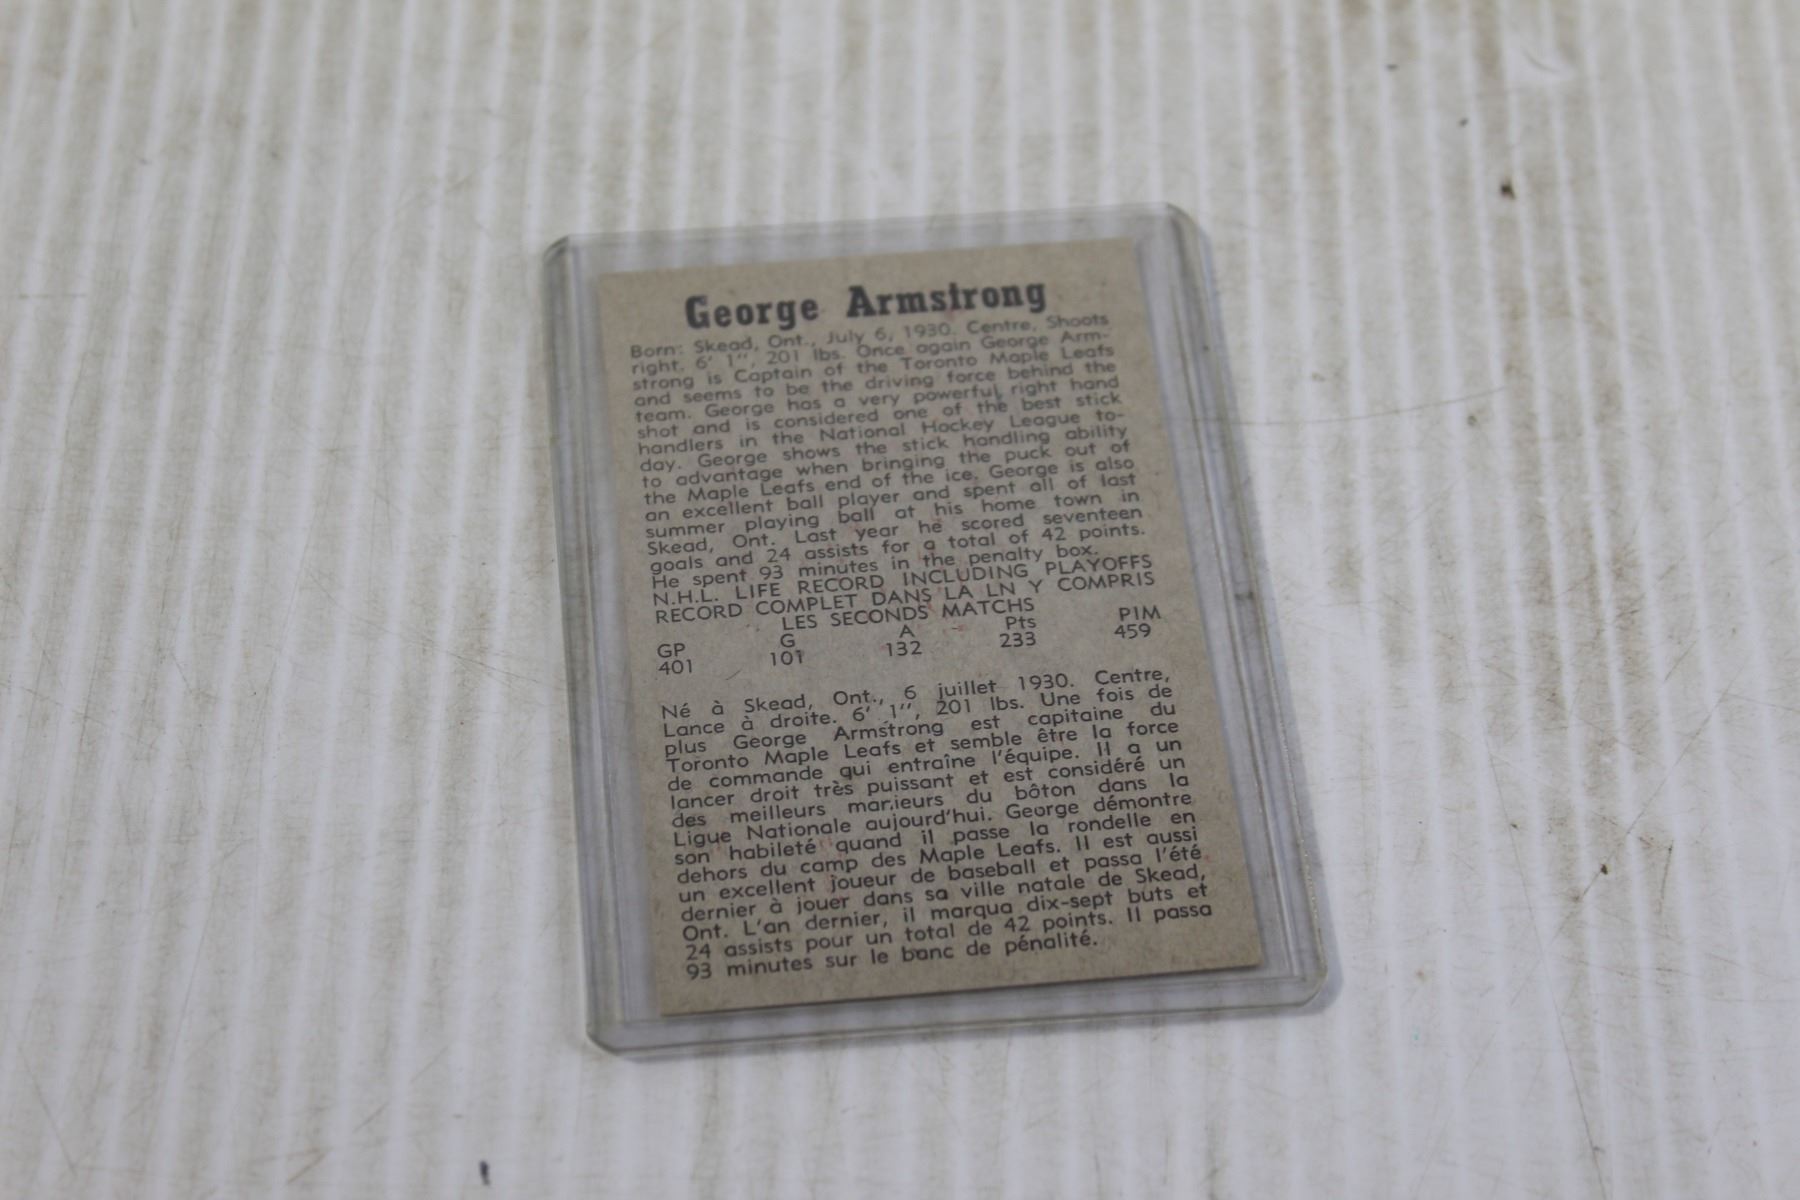 George Armstrong
Born: Skead, Ont., July 6, 1930. Centre, Shoots
right. 6' 1", 201 lbs. Once again George Arm-
strong is Captain of the Toronto Maple Leafs
and seems to be the driving force behind the
team. George has a very powerful right hand
shot and is considered one of the best stick
handlers in the National Hockey League to-
day. George shows the stick handling ability
to advantage when bringing the puck out of
the Maple Leafs end of the ice. George is also
an excellent ball player and spent all of last
summer playing ball at his home town in
Skead, Ont. Last year he scored seventeen
goals and 24 assists for a total of 42 points.
He spent 93 minutes in the penalty box.
N.H.L. LIFE RECORD INCLUDING PLAYOFFS
RECORD COMPLET DANS LA LN Y COMPRIS
LES SECONDS MATCHS
GP G A Pts PIM
401 101 132 233 459
Né à Skead, Ont., 6 juillet 1930. Centre,
Lance à droite. 6' 1", 201 lbs. Une fois de
plus George Armstrong est capitaine du
Toronto Maple Leafs et semble être la force
de commande qui entraîne l'équipe. Il a un
lancer droit très puissant et est considéré un
des meilleurs mar.ieurs du bôton dans la
Ligue Nationale aujourd'hui. George démontre
son habileté quand il passe la rondelle en
dehors du camp des Maple Leafs. Il est aussi
un excellent joueur de baseball et passa l'été
dernier à jouer dans sa ville natale de Skead,
Ont. L'an dernier, il marqua dix-sept buts et
24 assists pour un total de 42 points. Il passa
93 minutes sur le banc de pénalité.